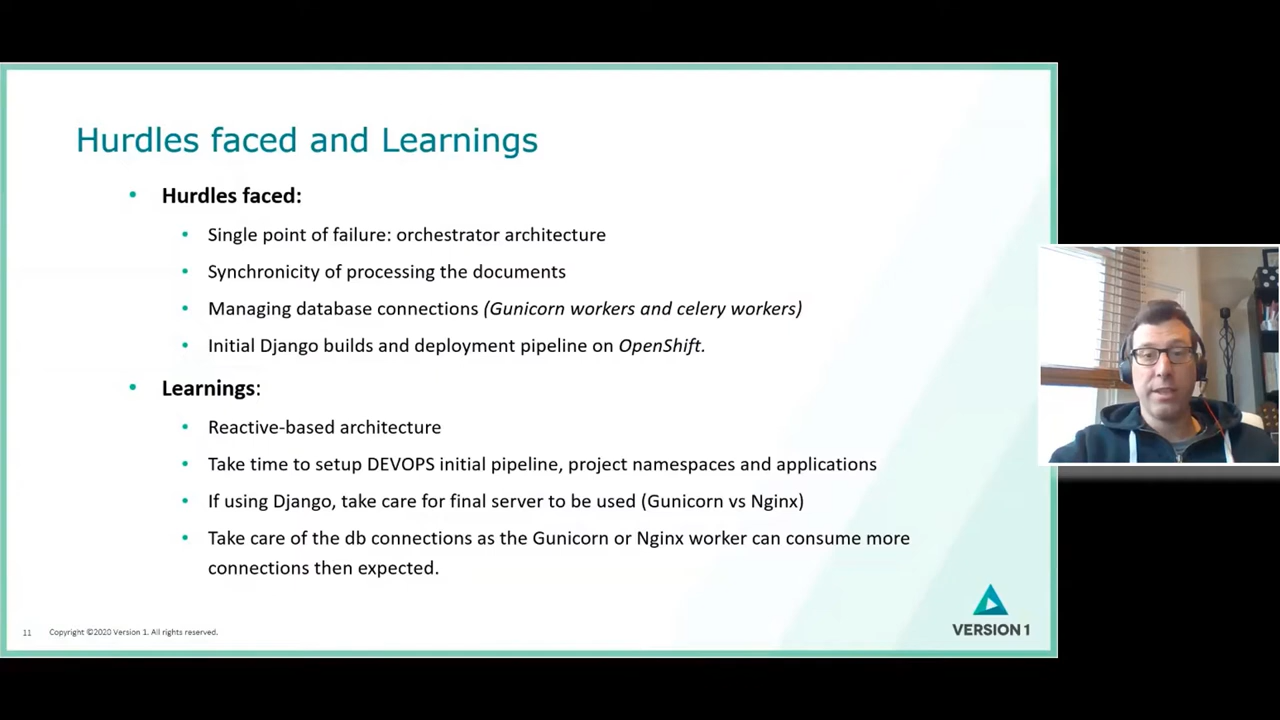 Hurdles faced and Learnings
• Hurdles faced:
• Single point of failure: orchestrator architecture
• Synchronicity of processing the documents
• Managing database connections (Gunicorn workers and celery workers)
• Initial Django builds and deployment pipeline on OpenShift.
• Learnings:
• Reactive-based architecture
• Take time to setup DEVOPS initial pipeline, project namespaces and applications
• If using Django, take care for final server to be used (Gunicorn vs Nginx)
• Take care of the db connections as the Gunicorn or Nginx worker can consume more
connections then expected.
11 Copyright ©2020 Version 1. All rights reserved.
VERSION 1